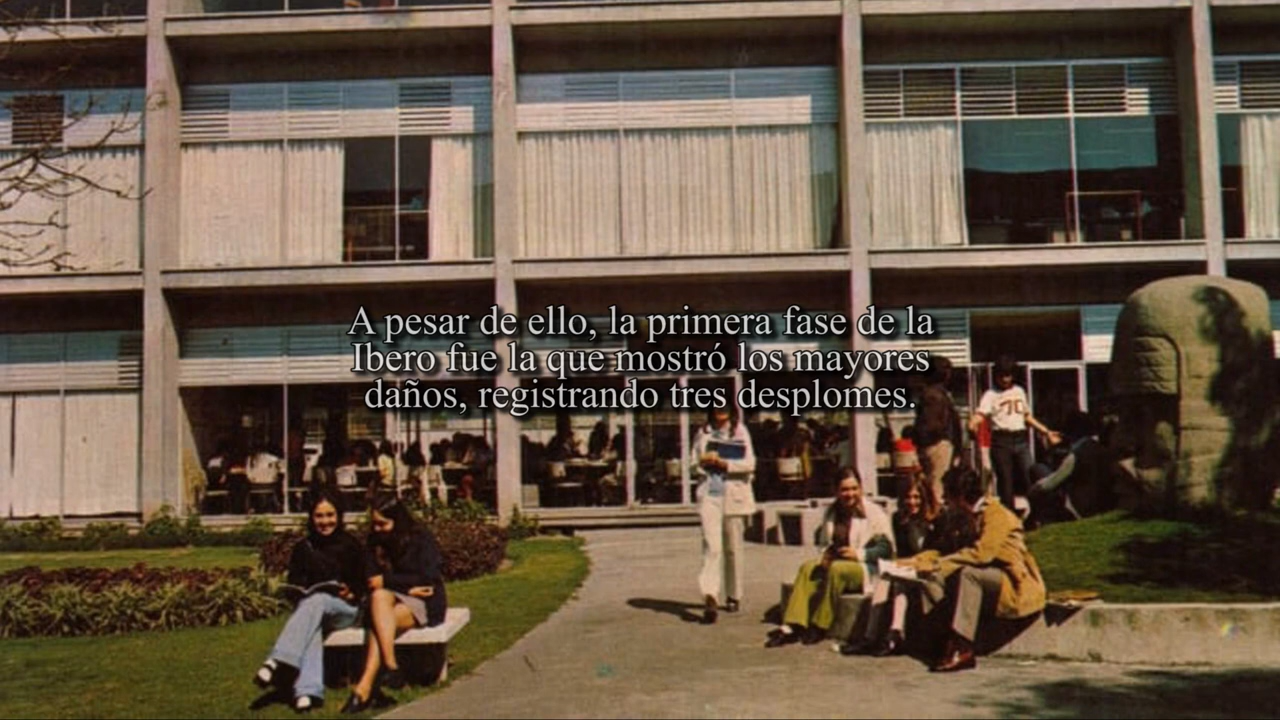 A pesar de ello, la primera fase de la
Ibero fue la que mostró los mayores
daños, registrando tres desplomes.
70